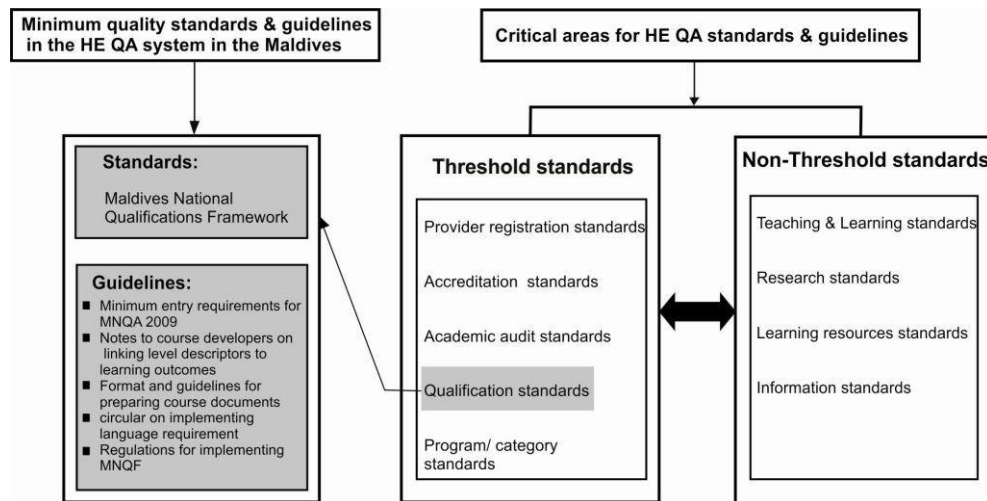 Minimum quality standards & guidelines
in the HE QA system in the Maldives
Critical areas for HE QA standards & guidelines
Standards:
Maldives National
Qualifications Framework
Guidelines:
■ Minimum entry requirements for
MNQA 2009
■ Notes to course developers on
linking level descriptors to
learning outcomes
■ Format and guidelines for
preparing course documents
■ circular on implementing
language requirement
■ Regulations for implementing
MNQF
Threshold standards
Provider registration standards
Accreditation standards
Academic audit standards
Qualification standards
Program/ category
standards
Non-Threshold standards
Teaching & Learning standards
Research standards
Learning resources standards
Information standards